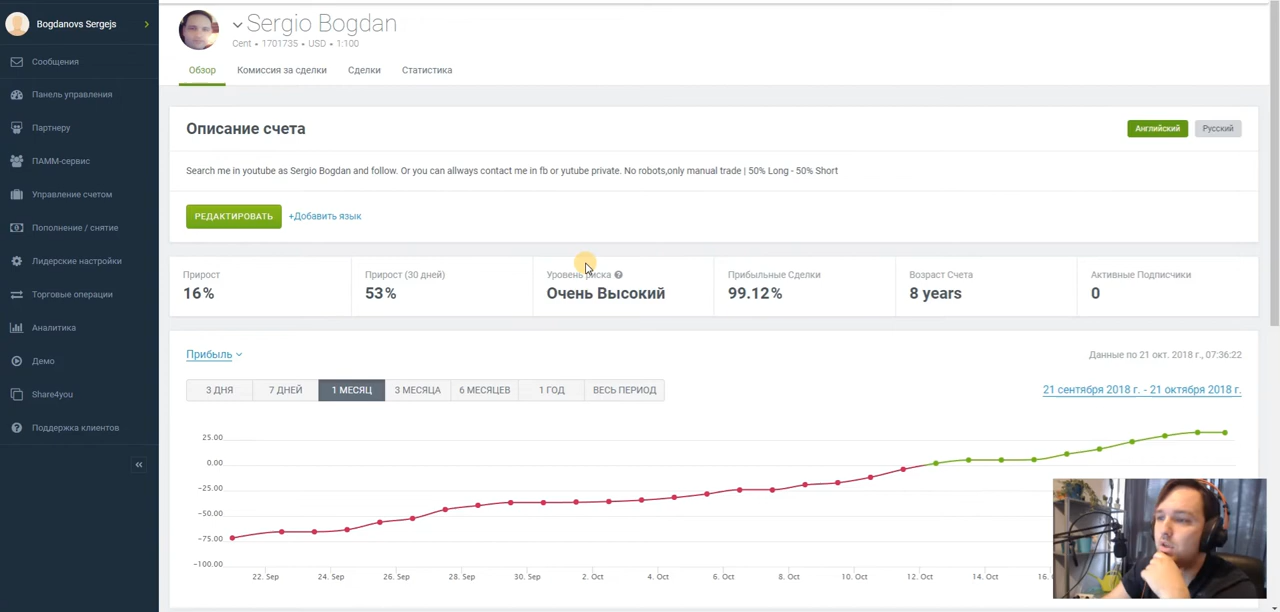 Bogdanovs Sergejs
Сообщения
Панель управления
Партнеру
ПАММ-сервис
Управление счетом
Пополнение / снятие
Лидерские настройки
Торговые операции
Аналитика
Демо
Share4you
Поддержка клиентов
«
Sergio Bogdan
Cent • 1701735 • USD • 1:100
Обзор Комиссия за сделки Сделки Статистика
Описание счета
Английский Русский
Search me in youtube as Sergio Bogdan and follow. Or you can allways contact me in fb or yutube private. No robots,only manual trade | 50% Long - 50% Short
РЕДАКТИРОВАТЬ +Добавить язык
Прирост Прирост (30 дней) Уровень риска Прибыльные Сделки Возраст Счета Активные Подписчики
16% 53% Очень Высокий 99.12% 8 years 0
Прибыль Данные по 21 окт. 2018 г., 07:36:22
3 ДНЯ 7 ДНЕЙ 1 МЕСЯЦ 3 МЕСЯЦА 6 МЕСЯЦЕВ 1 ГОД ВЕСЬ ПЕРИОД 21 сентября 2018 г. - 21 октября 2018 г.
25.00
0.00
-25.00
-50.00
-75.00
-100.00
22. Sep 24. Sep 26. Sep 28. Sep 30. Sep 2. Oct 4. Oct 6. Oct 8. Oct 10. Oct 12. Oct 14. Oct 16.